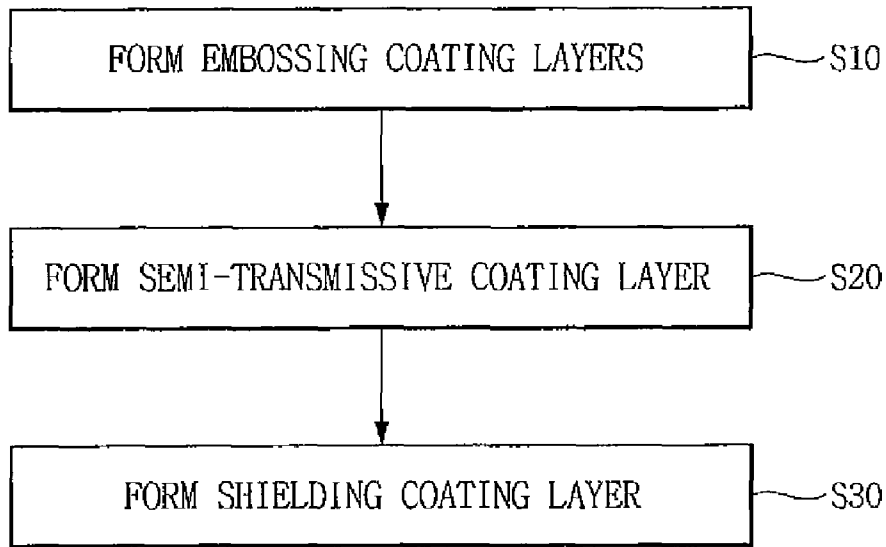 FORM EMBOSSING COATING LAYERS
S10
FORM SEMI-TRANSMISSIVE COATING LAYER
S20
FORM SHIELDING COATING LAYER
S30